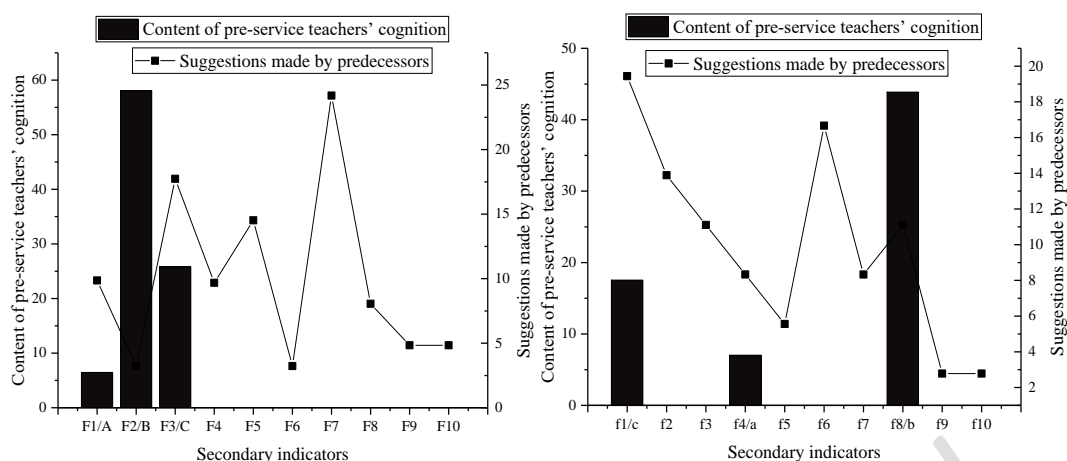 Content of pre-service teachers’ cognition
Suggestions made by predecessors
Content of pre-service teachers’ cognition
60
50
40
30
20
10
0
Suggestions made by predecessors
25
20
15
10
5
0
F1/A F2/B F3/C F4 F5 F6 F7 F8 F9 F10
Secondary indicators
Content of pre-service teachers’ cognition
Suggestions made by predecessors
Content of pre-service teachers’ cognition
50
40
30
20
10
0
Suggestions made by predecessors
20
18
16
14
12
10
8
6
4
2
f1/c f2 f3 f4/a f5 f6 f7 f8/b f9 f10
Secondary indicators